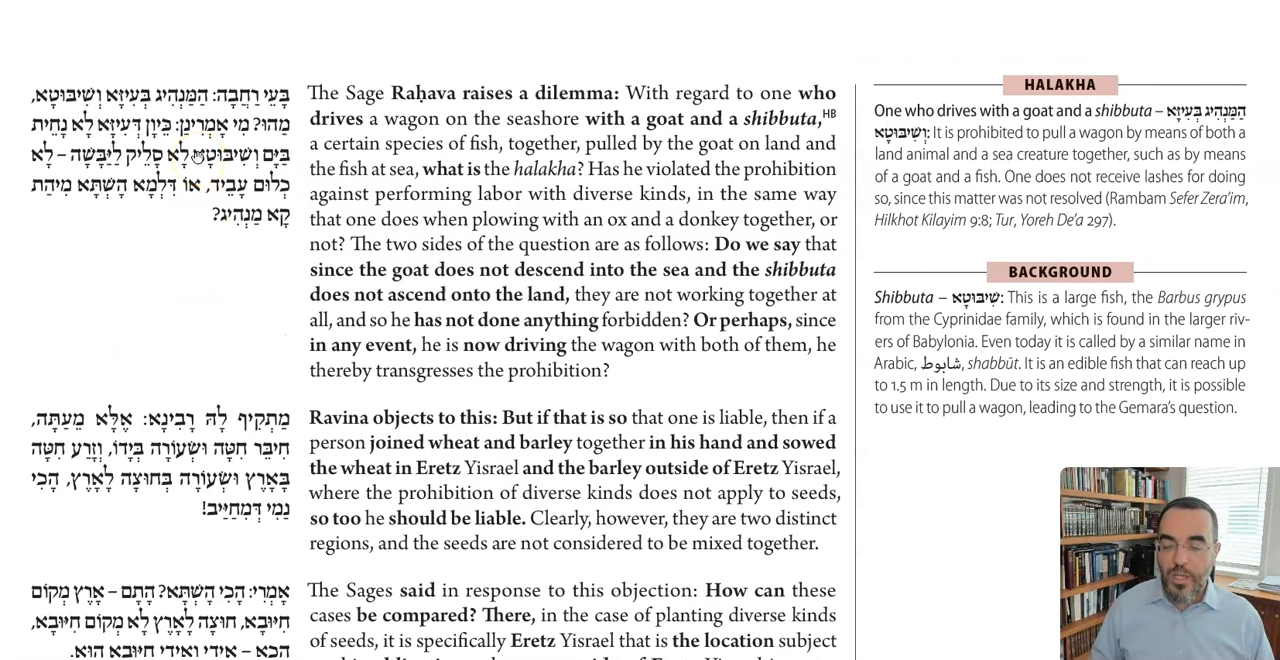 בָּעֵי רַחֲבָה: הַמַּנְהִיג בְּעִיזָּא וְשִׁיבּוּטָא,
מַהוּ? מִי אָמְרִינַן: כֵּיוָן דְּעִיזָּא לָא נָחֵית
בַּיָּם וְשִׁיבּוּטָא לָא סָלֵיק לַיַּבָּשָׁה – לָא
כְּלוּם עָבֵיד, אוֹ דִּלְמָא הָשְׁתָּא מִיהַת
קָא מַנְהִיג?
The Sage Raḥava raises a dilemma: With regard to one who
drives a wagon on the seashore with a goat and a shibbuta,HB
a certain species of fish, together, pulled by the goat on land and
the fish at sea, what is the halakha? Has he violated the prohibition
against performing labor with diverse kinds, in the same way
that one does when plowing with an ox and a donkey together, or
not? The two sides of the question are as follows: Do we say that
since the goat does not descend into the sea and the shibbuta
does not ascend onto the land, they are not working together at
all, and so he has not done anything forbidden? Or perhaps, since
in any event, he is now driving the wagon with both of them, he
thereby transgresses the prohibition?
מַתְקֵיף לַהּ רָבִינָא: אֶלָּא מֵעַתָּה,
חִיבֵּר חִטָּה וּשְׂעוֹרָה בְּיָדוֹ, וְזָרַע חִטָּה
בָּאָרֶץ וּשְׂעוֹרָה בְּחוּצָה לָאָרֶץ, הָכִי
נַמֵי דְּמִחַיַּיב!
Ravina objects to this: But if that is so that one is liable, then if a
person joined wheat and barley together in his hand and sowed
the wheat in Eretz Yisrael and the barley outside of Eretz Yisrael,
where the prohibition of diverse kinds does not apply to seeds,
so too he should be liable. Clearly, however, they are two distinct
regions, and the seeds are not considered to be mixed together.
אָמְרִי: הָכִי הַשְׁתָּא? הָתָם – אֶרֶץ מְקוֹם
חִיּוּבָא, חוּצָה לָאָרֶץ לָא מְקוֹם חִיּוּבָא,
הָכָא – אִידֵּי וְאִידֵּי חִיּוּבָא הוּא.
The Sages said in response to this objection: How can these
cases be compared? There, in the case of planting diverse kinds
of seeds, it is specifically Eretz Yisrael that is the location subject
HALAKHA
One who drives with a goat and a shibbuta – הַמַּנְהִיג בְּעִיזָּא
וְשִׁיבּוּטָא: It is prohibited to pull a wagon by means of both a
land animal and a sea creature together, such as by means
of a goat and a fish. One does not receive lashes for doing
so, since this matter was not resolved (Rambam Sefer Zera'im,
Hilkhot Kilayim 9:8; Tur, Yoreh De'a 297).
BACKGROUND
Shibbuta – שִׁיבּוּטָא: This is a large fish, the Barbus grypus
from the Cyprinidae family, which is found in the larger riv-
ers of Babylonia. Even today it is called by a similar name in
Arabic, شابوط, shabbūt. It is an edible fish that can reach up
to 1.5 m in length. Due to its size and strength, it is possible
to use it to pull a wagon, leading to the Gemara's question.